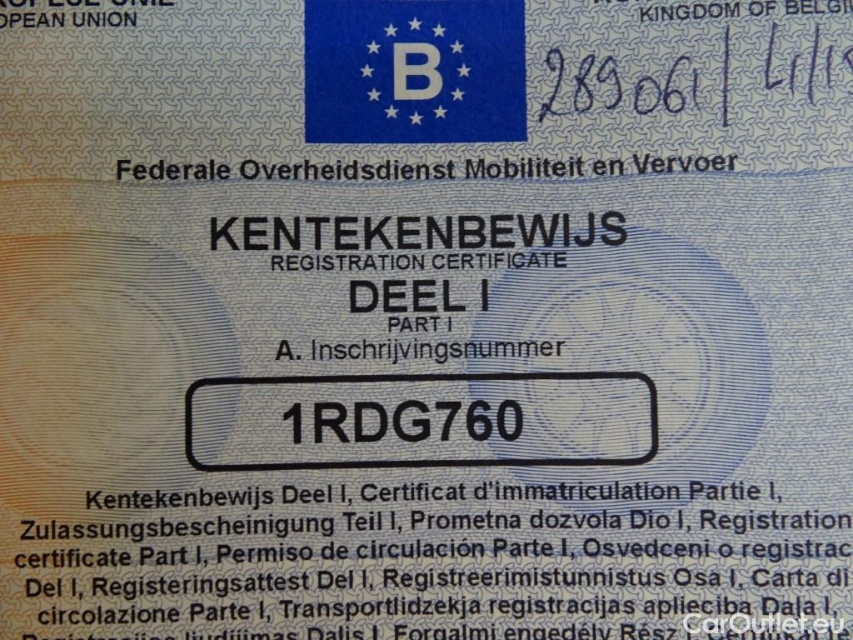 OPEAN UNION
KINGDOM OF BELGI
B
289061/
Federale Overheidsdienst Mobiliteit en Vervoer
KENTEKENBEWIJS
REGISTRATION CERTIFICATE
DEEL I
PART I
A. Inschrijvingsnummer
1RDG760
Kentekenbewijs Deel I, Certificat d'immatriculation Partie I,
Zulassungsbescheinigung Teil I, Prometna dozvola Dio I, Registration
certificate Part I, Permiso de circulación Parte I, Osvedceni o registrac
Del I, Registeringsattest Del I, Registreerimistunnistus Osa I, Carta di
circolazione Parte I, Transportlidzekja registracijas aplieciba Daļa I,
CarOutlet.eu